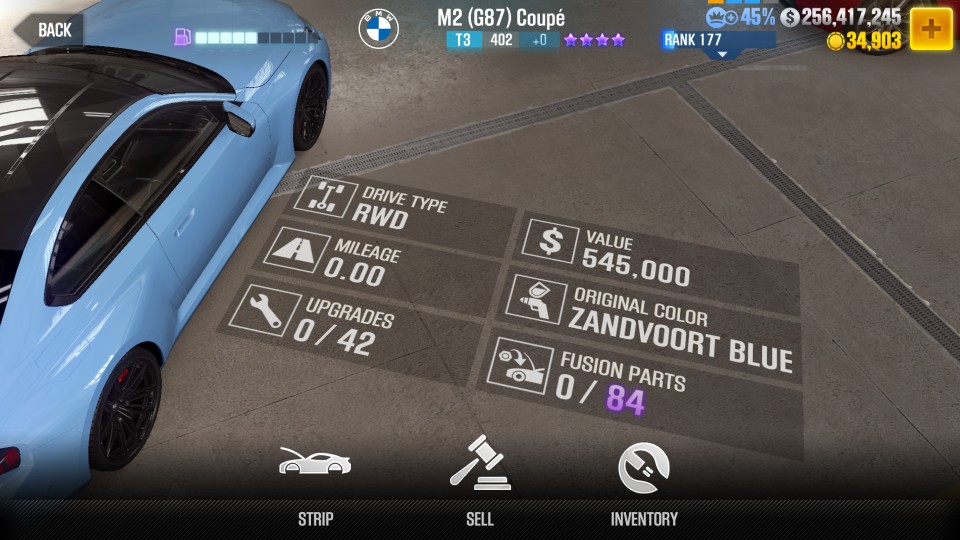 BACK
BMW
M2 (G87) Coupé
T3 402 +0
RANK 177
45%
$ 256,417,245
34,903
+
DRIVE TYPE
RWD
MILEAGE
0.00
UPGRADES
0 / 42
$ VALUE
545,000
ORIGINAL COLOR
ZANDVOORT BLUE
FUSION PARTS
0 / 84
STRIP
SELL
INVENTORY